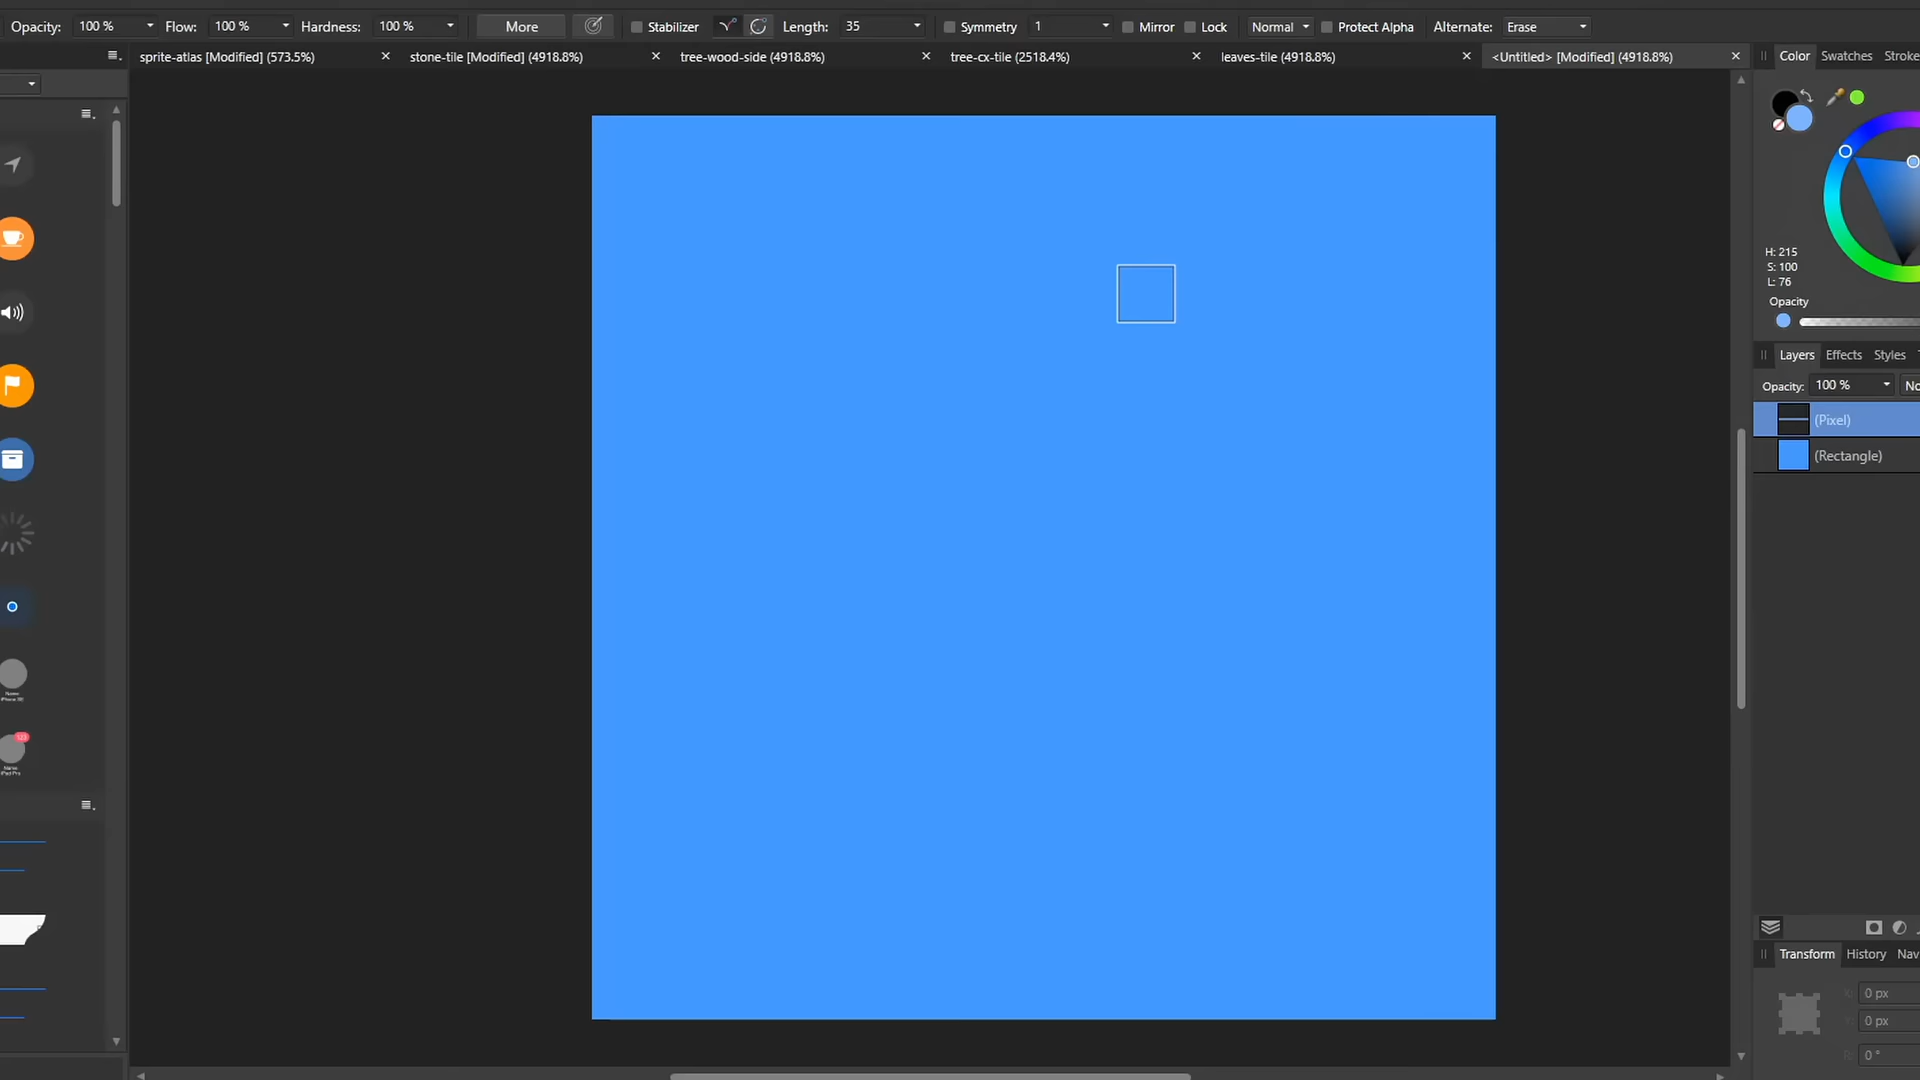 Opacity: 100 % Flow: 100 % Hardness: 100 % More Stabilizer Length: 35 Symmetry 1 Mirror Lock Normal Protect Alpha Alternate: Erase
sprite-atlas [Modified] (573.5%) stone-tile [Modified] (4918.8%) tree-wood-side (4918.8%) tree-cx-tile (2518.4%) leaves-tile (4918.8%) <Untitled> [Modified] (4918.8%)
Color Swatches Stroke
H: 215
S: 100
L: 76
Opacity
Layers Effects Styles
Opacity: 100 % No
(Pixel)
(Rectangle)
Transform History Nav
X: 0 px
0 px
0 °